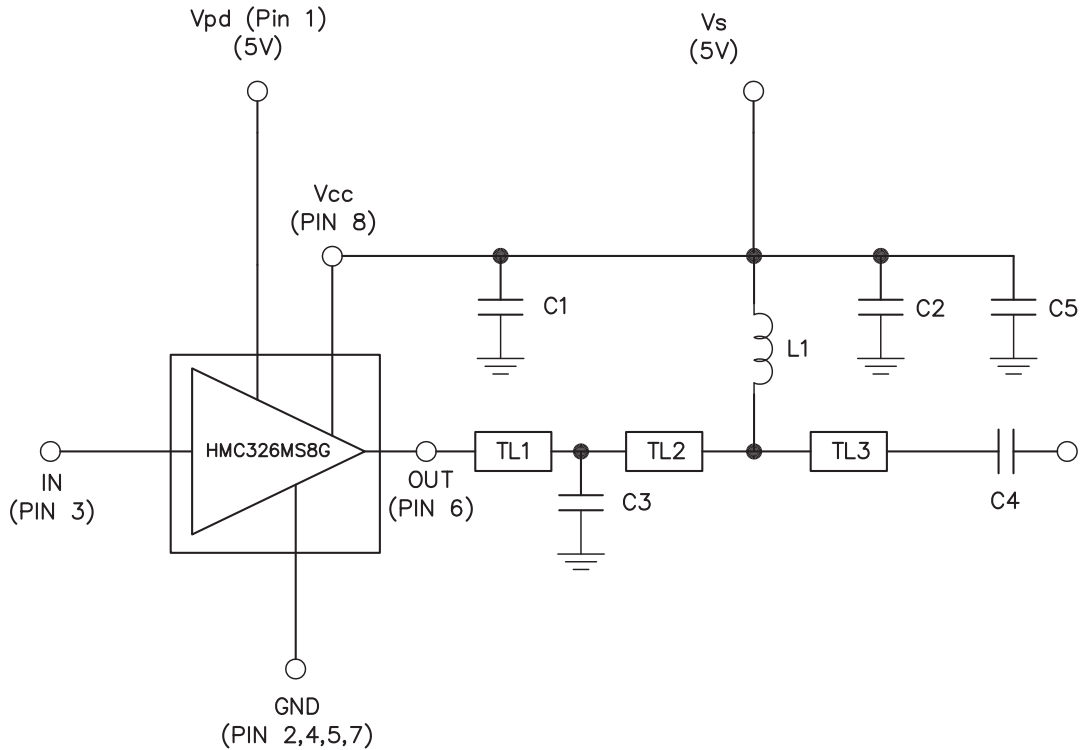 Vpd (Pin 1)
(5V)
Vs
(5V)
Vcc
(PIN 8)
C1
C2
C5
L1
HMC326MS8G
TL1
TL2
TL3
IN
(PIN 3)
OUT
(PIN 6)
C3
C4
GND
(PIN 2,4,5,7)